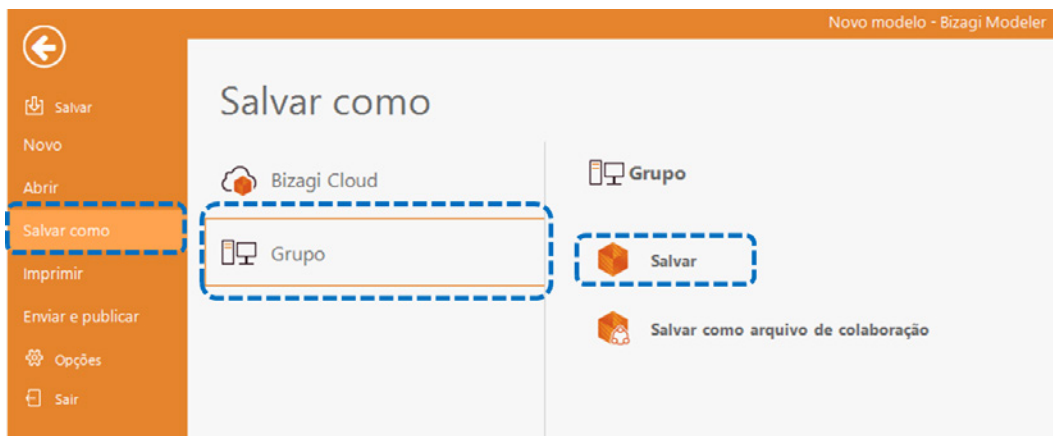 Novo modelo - Bizagi Modeler
Salvar
Novo
Abrir
Salvar como
Imprimir
Enviar e publicar
Opções
Sair
Salvar como
Bizagi Cloud
Grupo
Grupo
Salvar
Salvar como arquivo de colaboração